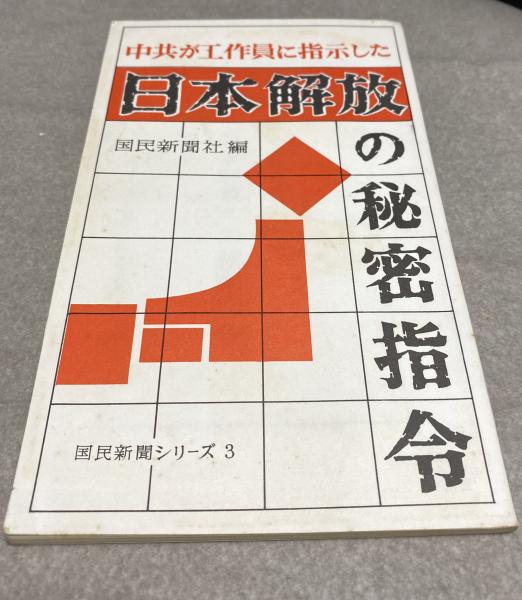 中共が工作員に指示した
日本解放
の秘密指令
国民新聞社編
国民新聞シリーズ 3